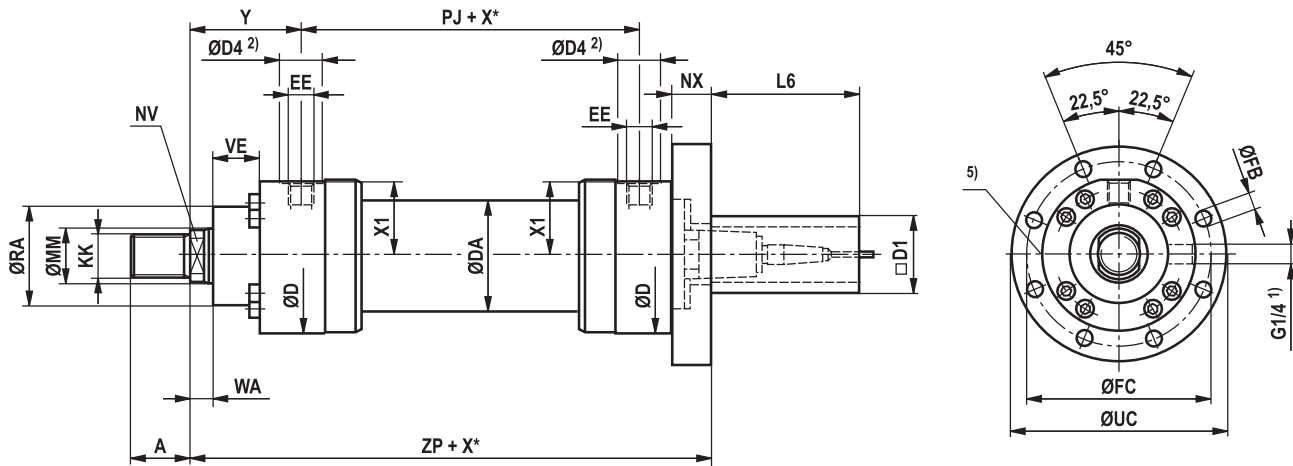 Y
PJ + X*
ØD4 2)
ØD4 2)
45°
NX
L6
EE
22,5°
22,5°
NV
EE
VE
ØFB
5)
ØRA
ØMM
KK
X1
ØDA
X1
□D1
ØD
ØD
G1/4 1)
WA
ØFC
ØUC
A
ZP + X*